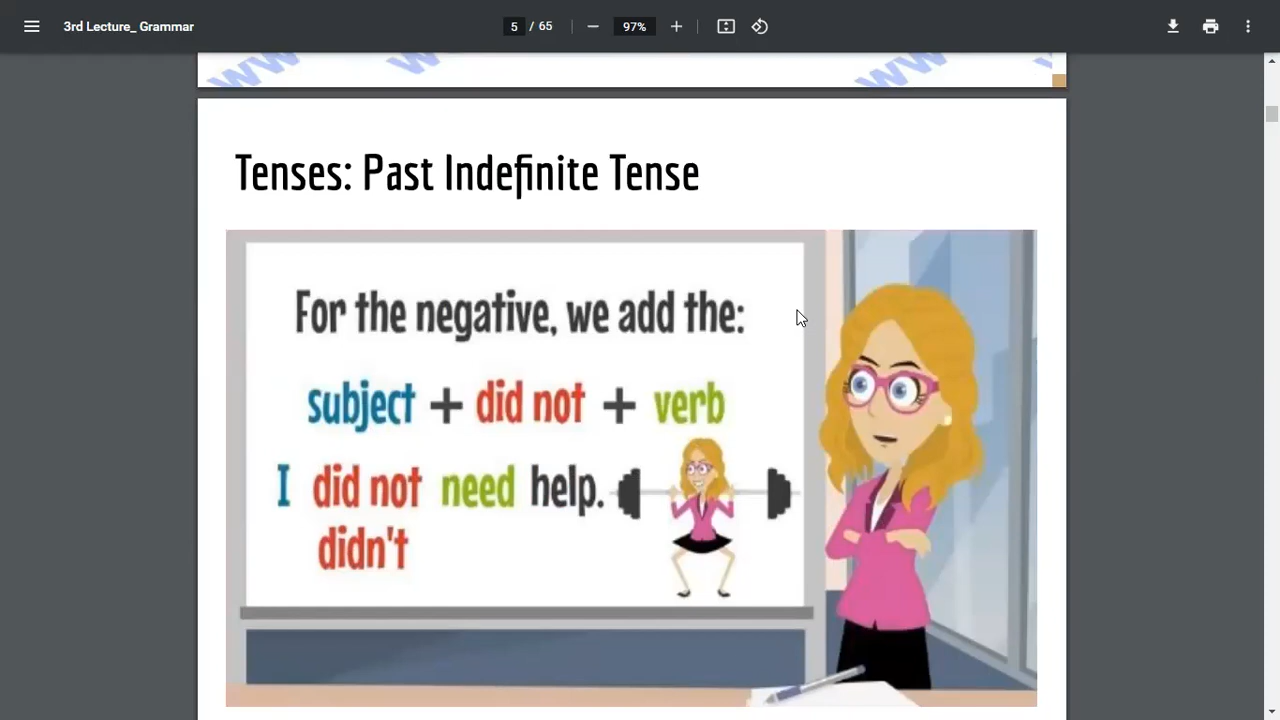 3rd Lecture_ Grammar
5 / 65
97%
Tenses: Past Indefinite Tense
For the negative, we add the:
subject + did not + verb
I did not need help.
didn't